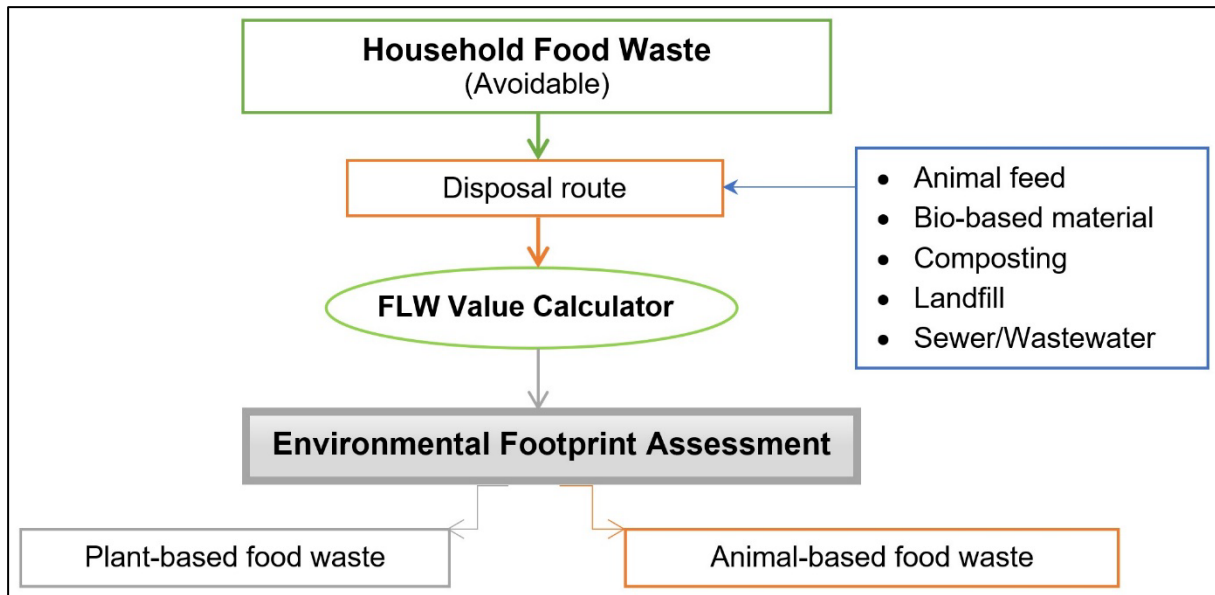 Household Food Waste
(Avoidable)
Disposal route
• Animal feed
• Bio-based material
• Composting
• Landfill
• Sewer/Wastewater
FLW Value Calculator
Environmental Footprint Assessment
Plant-based food waste
Animal-based food waste